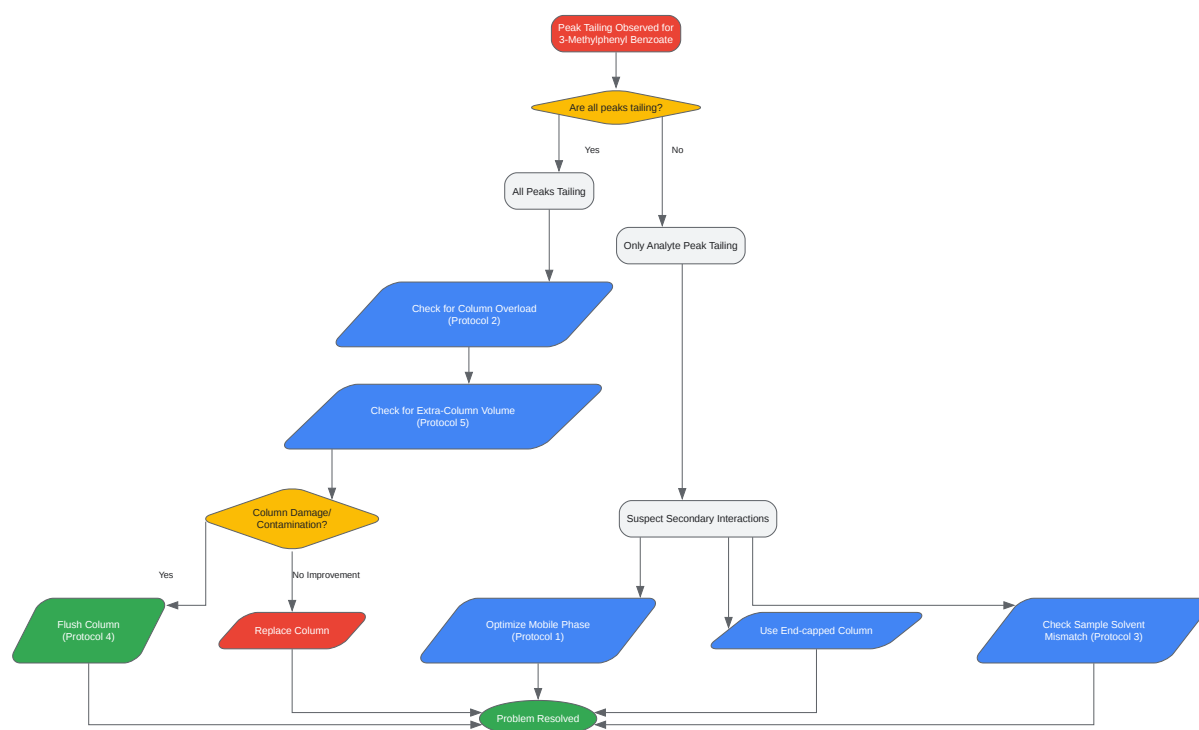 Peak Tailing Observed for
3-Methylphenyl Benzoate
Are all peaks tailing?
Yes
No
All Peaks Tailing
Only Analyte Peak Tailing
Check for Column Overload
(Protocol 2)
Check for Extra-Column Volume
(Protocol 5)
Column Damage/
Contamination?
Suspect Secondary Interactions
Yes
No Improvement
Flush Column
(Protocol 4)
Replace Column
Optimize Mobile Phase
(Protocol 1)
Use End-capped Column
Check Sample Solvent
Mismatch (Protocol 3)
Problem Resolved